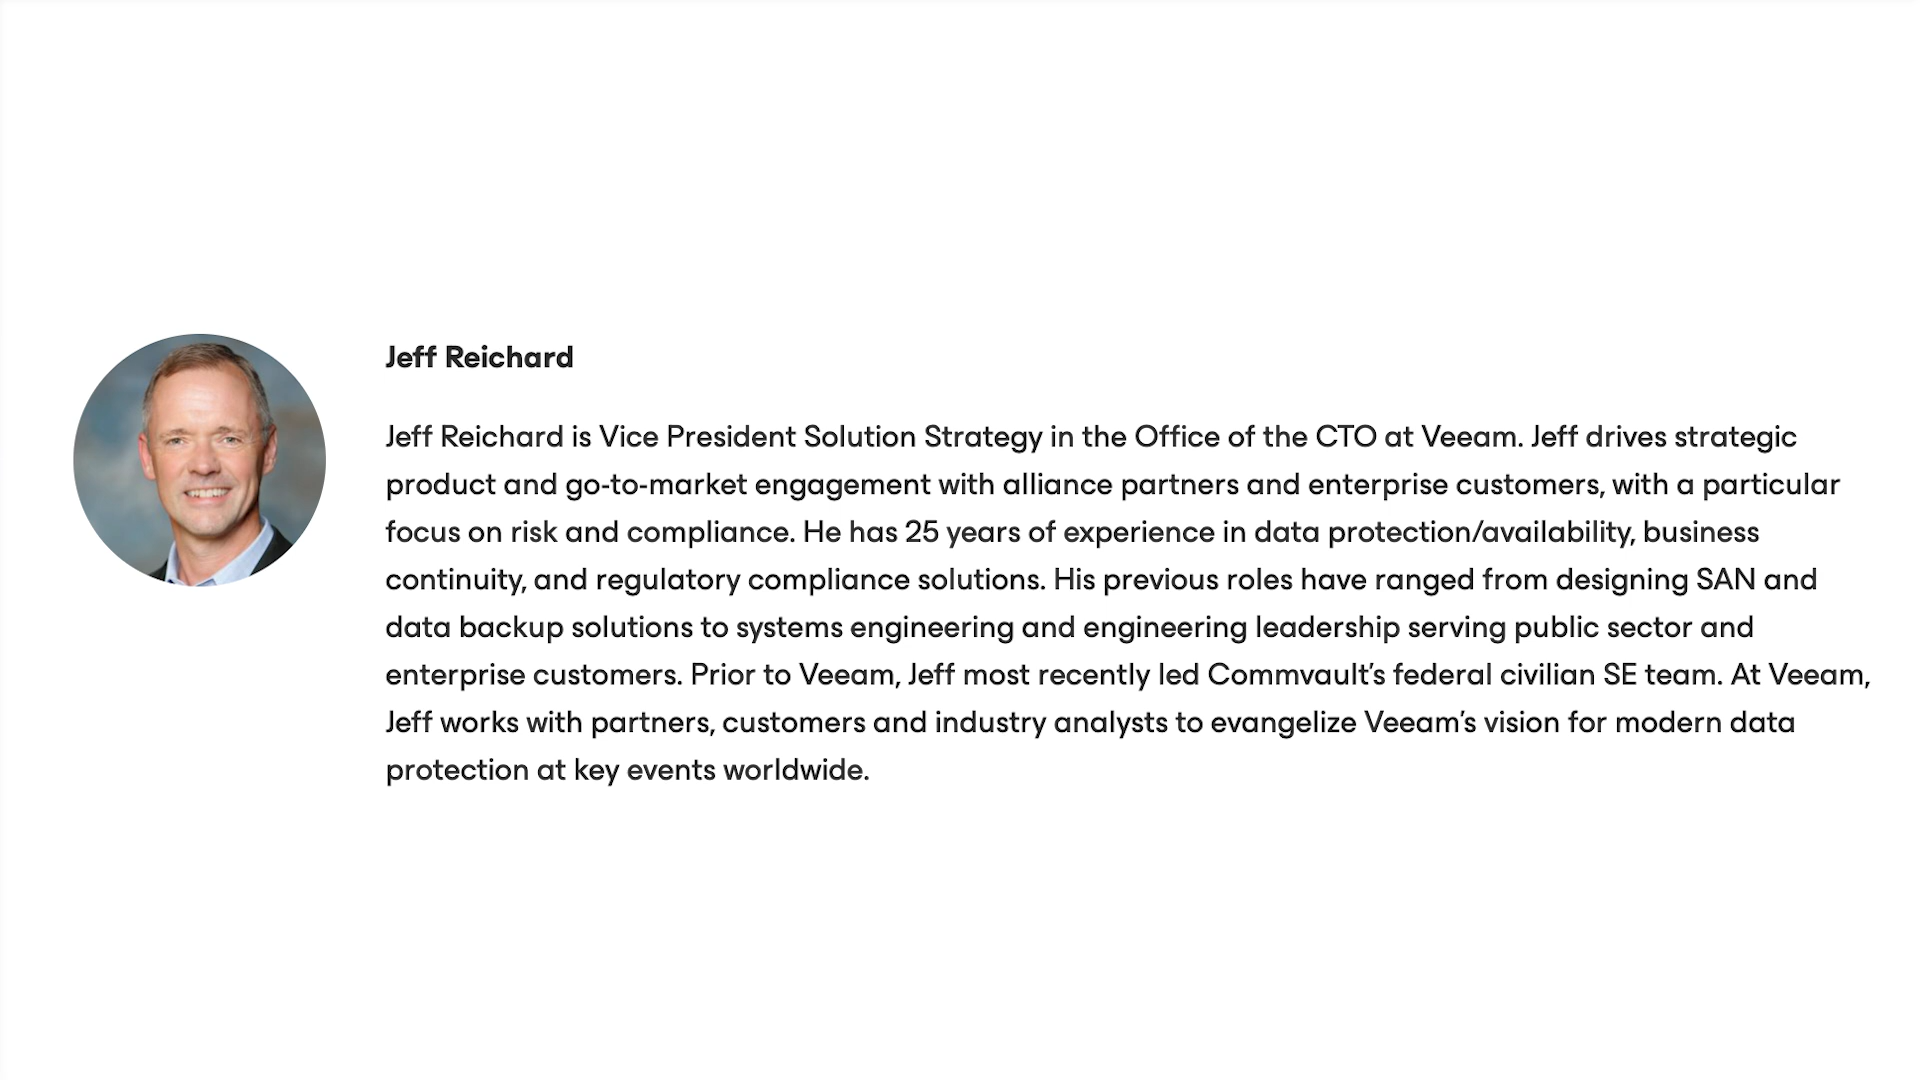 Jeff Reichard
Jeff Reichard is Vice President Solution Strategy in the Office of the CTO at Veeam. Jeff drives strategic
product and go-to-market engagement with alliance partners and enterprise customers, with a particular
focus on risk and compliance. He has 25 years of experience in data protection/availability, business
continuity, and regulatory compliance solutions. His previous roles have ranged from designing SAN and
data backup solutions to systems engineering and engineering leadership serving public sector and
enterprise customers. Prior to Veeam, Jeff most recently led Commvault’s federal civilian SE team. At Veeam,
Jeff works with partners, customers and industry analysts to evangelize Veeam’s vision for modern data
protection at key events worldwide.